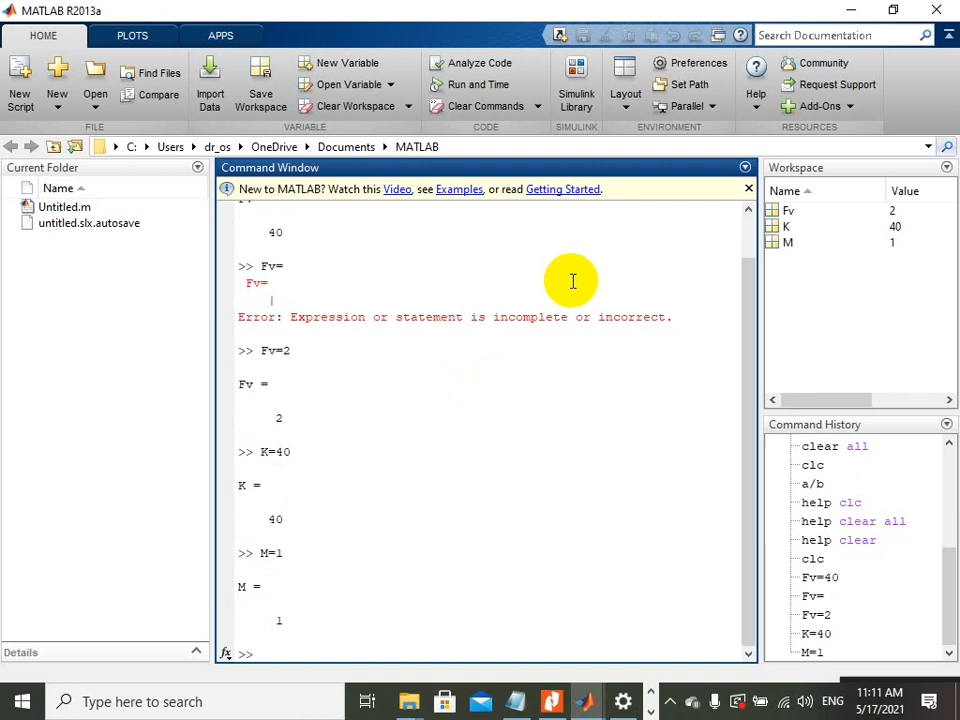 MATLAB R2013a
HOME PLOTS APPS Search Documentation
New Script
New
Open
Find Files
Compare
FILE
Import Data
Save Workspace
New Variable
Open Variable
Clear Workspace
VARIABLE
Analyze Code
Run and Time
Clear Commands
CODE
Simulink Library
SIMULINK
Layout
Preferences
Set Path
Parallel
ENVIRONMENT
Help
Community
Request Support
Add-Ons
RESOURCES
C: Users dr_os OneDrive Documents MATLAB
Current Folder
Name
Untitled.m
untitled.slx.autosave
Details
Command Window
New to MATLAB? Watch this Video, see Examples, or read Getting Started.
40
>> Fv=
Fv=
|
Error: Expression or statement is incomplete or incorrect.
>> Fv=2
Fv =
2
>> K=40
K =
40
>> M=1
M =
1
fx >>
Workspace
Name Value
Fv 2
K 40
M 1
Command History
clear all
clc
a/b
help clc
help clear all
help clear
clc
Fv=40
Fv=
Fv=2
K=40
M=1
Type here to search
ENG
11:11 AM
5/17/2021